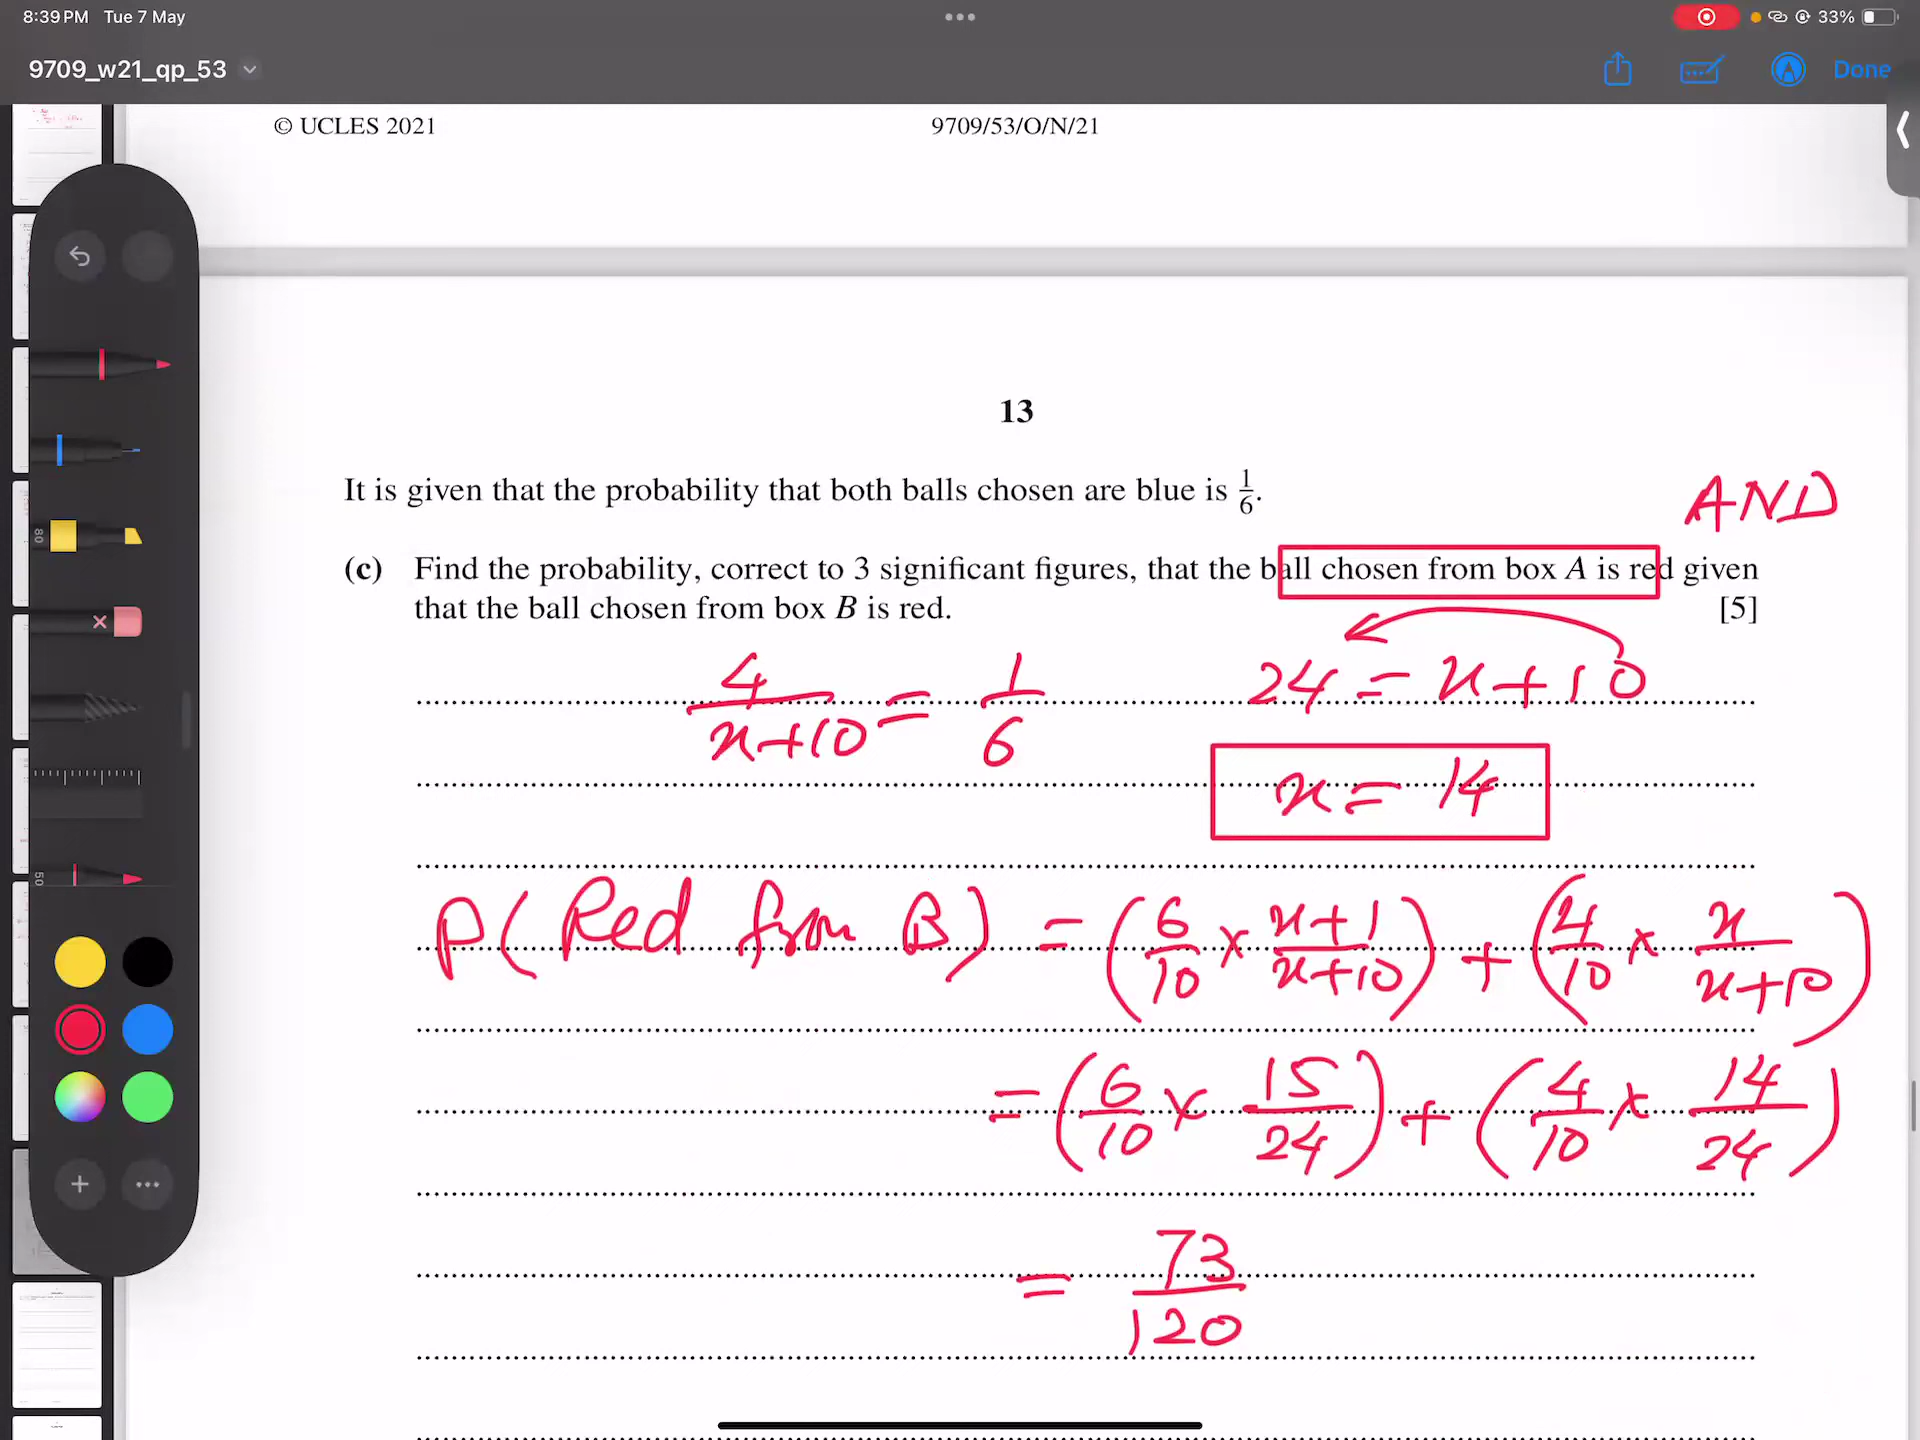 8:39 PM Tue 7 May
33%
9709_w21_qp_53
Done
© UCLES 2021 9709/53/O/N/21
13
It is given that the probability that both balls chosen are blue is 1/6.
AND
(c) Find the probability, correct to 3 significant figures, that the ball chosen from box A is red given
that the ball chosen from box B is red. [5]
4/(x+10) = 1/6
24 = x+10
x = 14
P(Red from B) = (6/10 × (x+1)/(x+10)) + (4/10 × x/(x+10))
= (6/10 × 15/24) + (4/10 × 14/24)
= 73/120
80
50